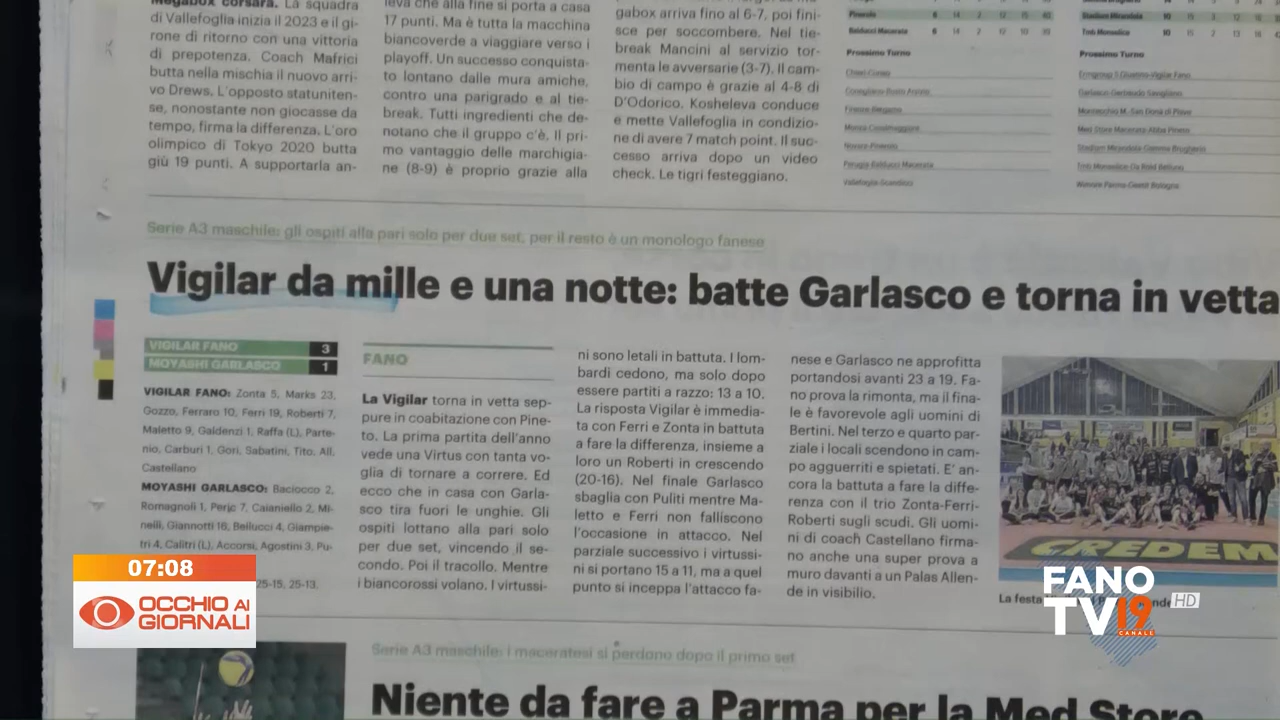 Megabox corsara. La squadra
di Vallefoglia inizia il 2023 e il gi-
rone di ritorno con una vittoria
di prepotenza. Coach Mafrici
butta nella mischia il nuovo arri-
vo Drews. L'opposto statuniten-
se, nonostante non giocasse da
tempo, firma la differenza. L'oro
olimpico di Tokyo 2020 butta
giù 19 punti. A supportarla an-
leva che alla fine si porta a casa
17 punti. Ma è tutta la macchina
biancoverde a viaggiare verso i
playoff. Un successo conquista-
to lontano dalle mura amiche,
contro una parigrado e al tie-
break. Tutti ingredienti che de-
notano che il gruppo c'è. Il pri-
mo vantaggio delle marchigia-
ne (8-9) è proprio grazie alla
gabox arriva fino al 6-7, poi fini-
sce per soccombere. Nel tie-
break Mancini al servizio tor-
menta le avversarie (3-7). Il cam-
bio di campo è grazie al 4-8 di
D'Odorico. Kosheleva conduce
e mette Vallefoglia in condizio-
ne di avere 7 match point. Il suc-
cesso arriva dopo un video
check. Le tigri festeggiano.
Pinerolo
Balducci Macerata
Prossimo Turno
Vallefoglia-Scandicci
Stadium Mirandola
Tmb Monselice
Prossimo Turno
Serie A3 maschile: gli ospiti alla pari solo per due set, per il resto è un monologo fanese
Vigilar da mille e una notte: batte Garlasco e torna in vetta
VIGILAR FANO 3
MOYASHI GARLASCO 1
VIGILAR FANO: Zonta 5, Marks 23,
Gozzo, Ferraro 10, Ferri 19, Roberti 7,
Maletto 9, Galdenzi 1, Raffa (L), Parte-
nio, Carburi 1, Gori, Sabatini, Tito. All.
Castellano
MOYASHI GARLASCO: Baciocco 2,
Romagnoli 1, Perjc 7, Caianiello 2, Mi-
nelli, Giannotti 16, Bellucci 4, Giampie-
tri 4, Calitri (L), Accorsi, Agostini 3, Pu-
25-15, 25-13.
FANO
La Vigilar torna in vetta sep-
pure in coabitazione con Pine-
to. La prima partita dell'anno
vede una Virtus con tanta vo-
glia di tornare a correre. Ed
ecco che in casa con Garla-
sco tira fuori le unghie. Gli
ospiti lottano alla pari solo
per due set, vincendo il se-
condo. Poi il tracollo. Mentre
i biancorossi volano. I virtussi-
ni sono letali in battuta. I lom-
bardi cedono, ma solo dopo
essere partiti a razzo: 13 a 10.
La risposta Vigilar è immedia-
ta con Ferri e Zonta in battuta
a fare la differenza, insieme a
loro un Roberti in crescendo
(20-16). Nel finale Garlasco
sbaglia con Puliti mentre Ma-
letto e Ferri non falliscono
l'occasione in attacco. Nel
parziale successivo i virtussi-
ni si portano 15 a 11, ma a quel
punto si inceppa l'attacco fa-
nese e Garlasco ne approfitta
portandosi avanti 23 a 19. Fa-
no prova la rimonta, ma il fina-
le è favorevole agli uomini di
Bertini. Nel terzo e quarto par-
ziale i locali scendono in cam-
po agguerriti e spietati. E' an-
cora la battuta a fare la diffe-
renza con il trio Zonta-Ferri-
Roberti sugli scudi. Gli uomi-
ni di coach Castellano firma-
no anche una super prova a
muro davanti a un Palas Allen-
de in visibilio.
CREDEM
La festa
07:08
OCCHIO AI
GIORNALI
FANO
TV 19 HD
CANALE
Serie A3 maschile: i maceratesi si perdono dopo il primo set
Niente da fare a Parma per la Med Store